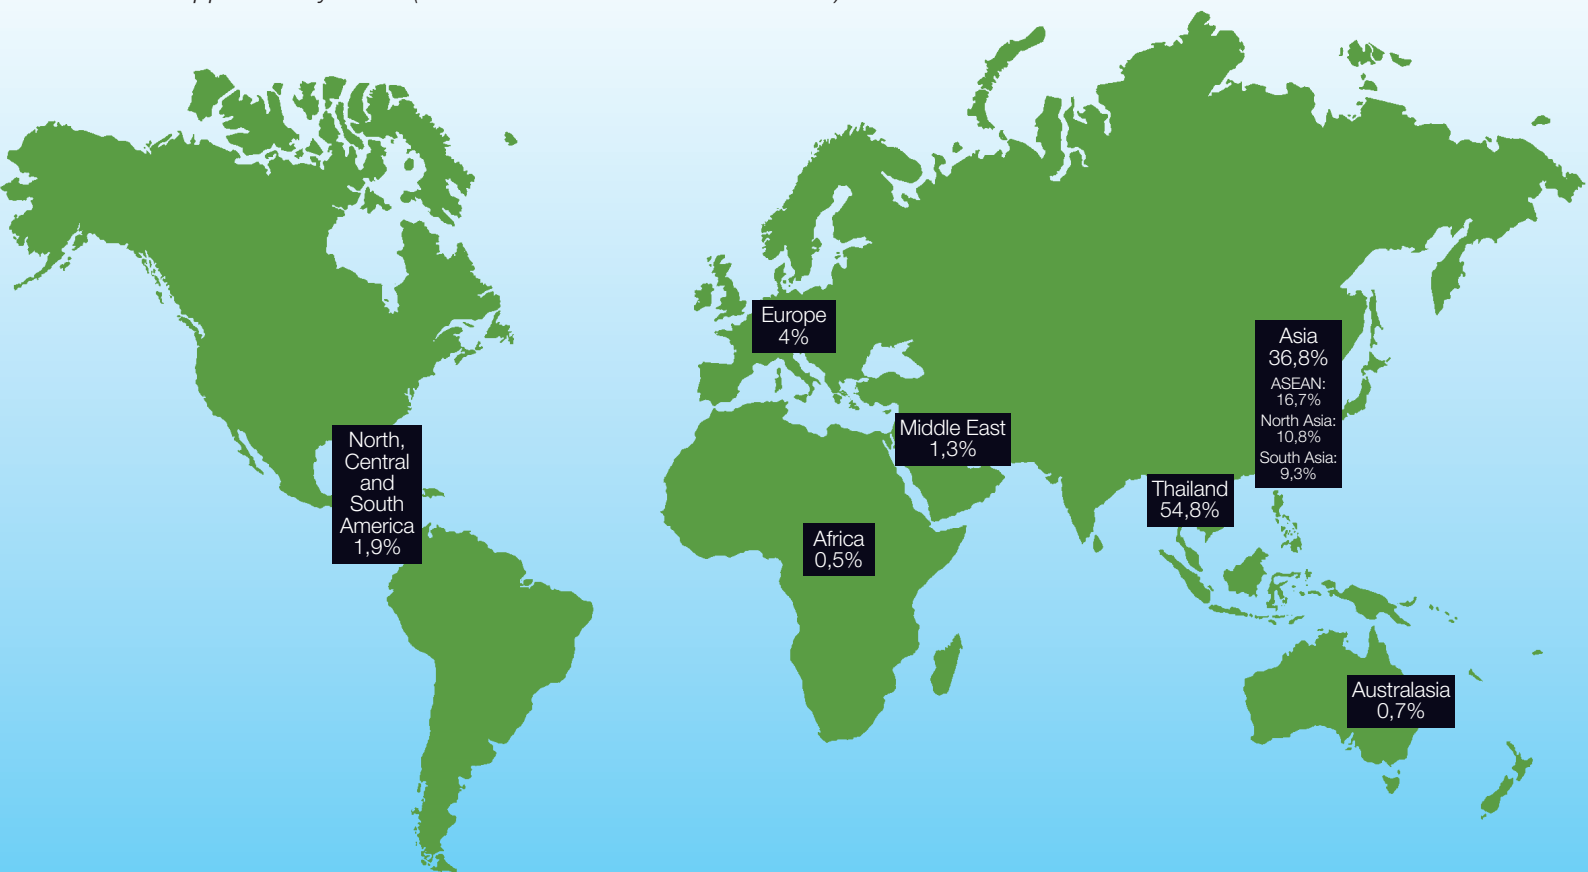 Europe
4%
Asia
36,8%
ASEAN:
16,7%
North Asia:
10,8%
South Asia:
9,3%
Middle East
1,3%
North,
Central
and
South
America
1,9%
Thailand
54,8%
Africa
0,5%
Australasia
0,7%